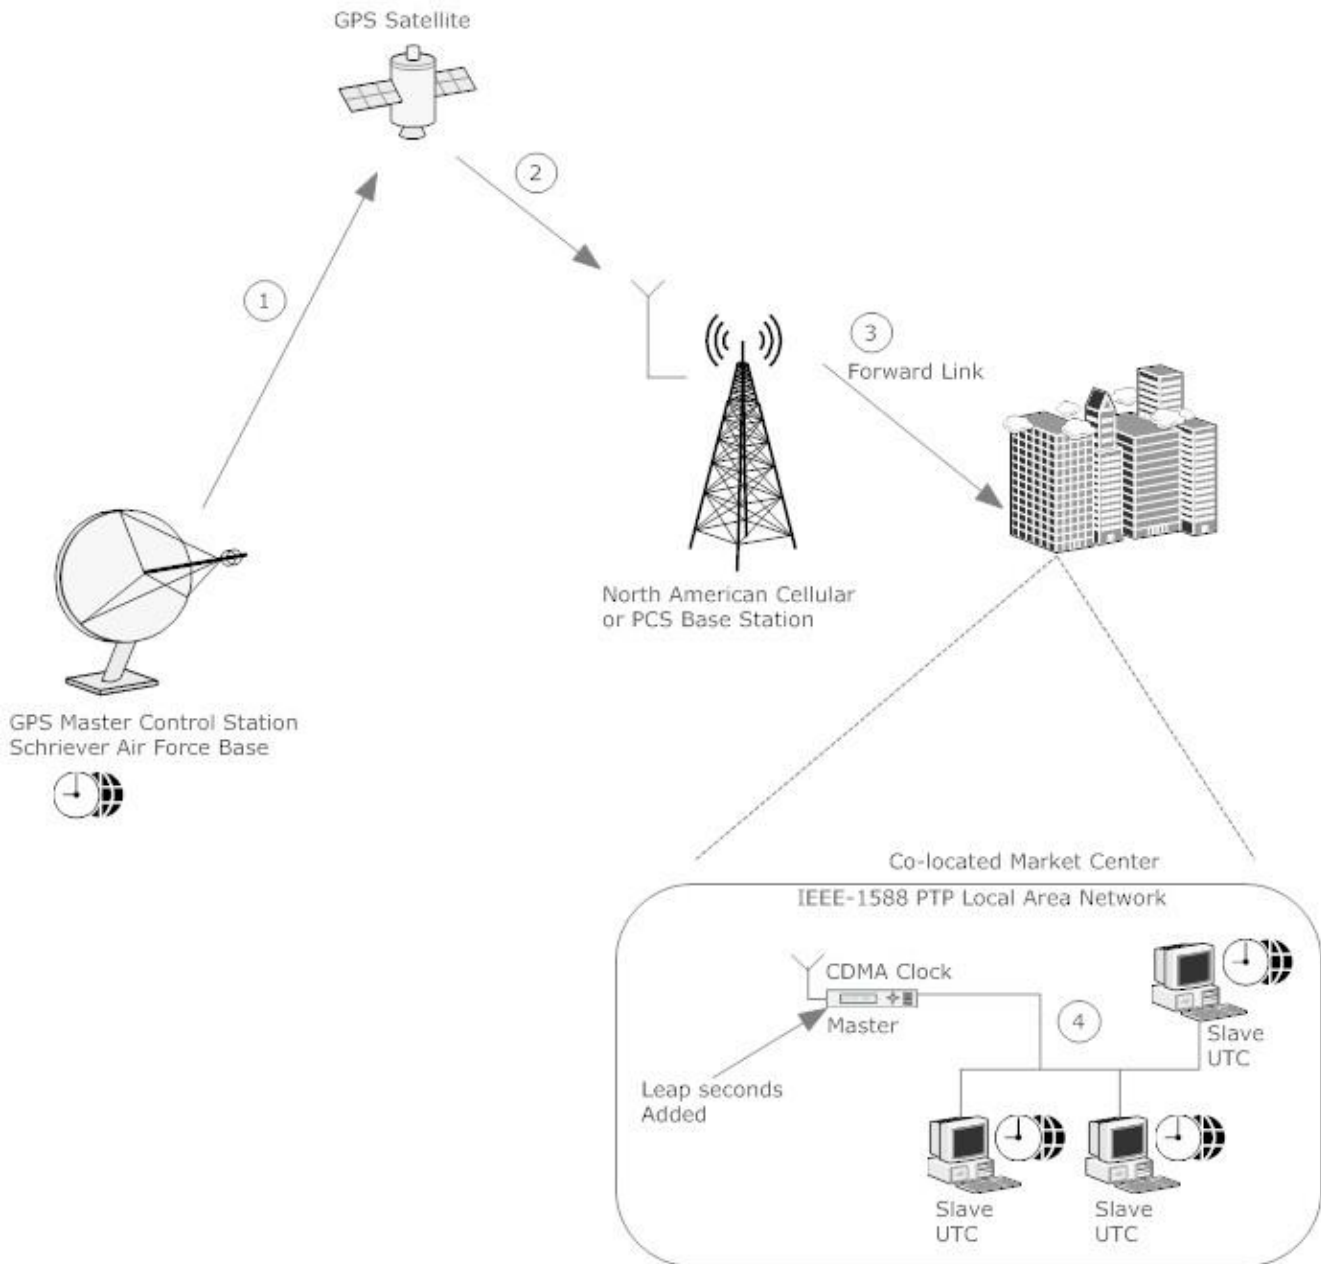 GPS Satellite
2
1
3
Forward Link
North American Cellular
or PCS Base Station
GPS Master Control Station
Schriever Air Force Base
Co-located Market Center
IEEE-1588 PTP Local Area Network
CDMA Clock
Master
4
Slave
UTC
Leap seconds
Added
Slave
UTC
Slave
UTC